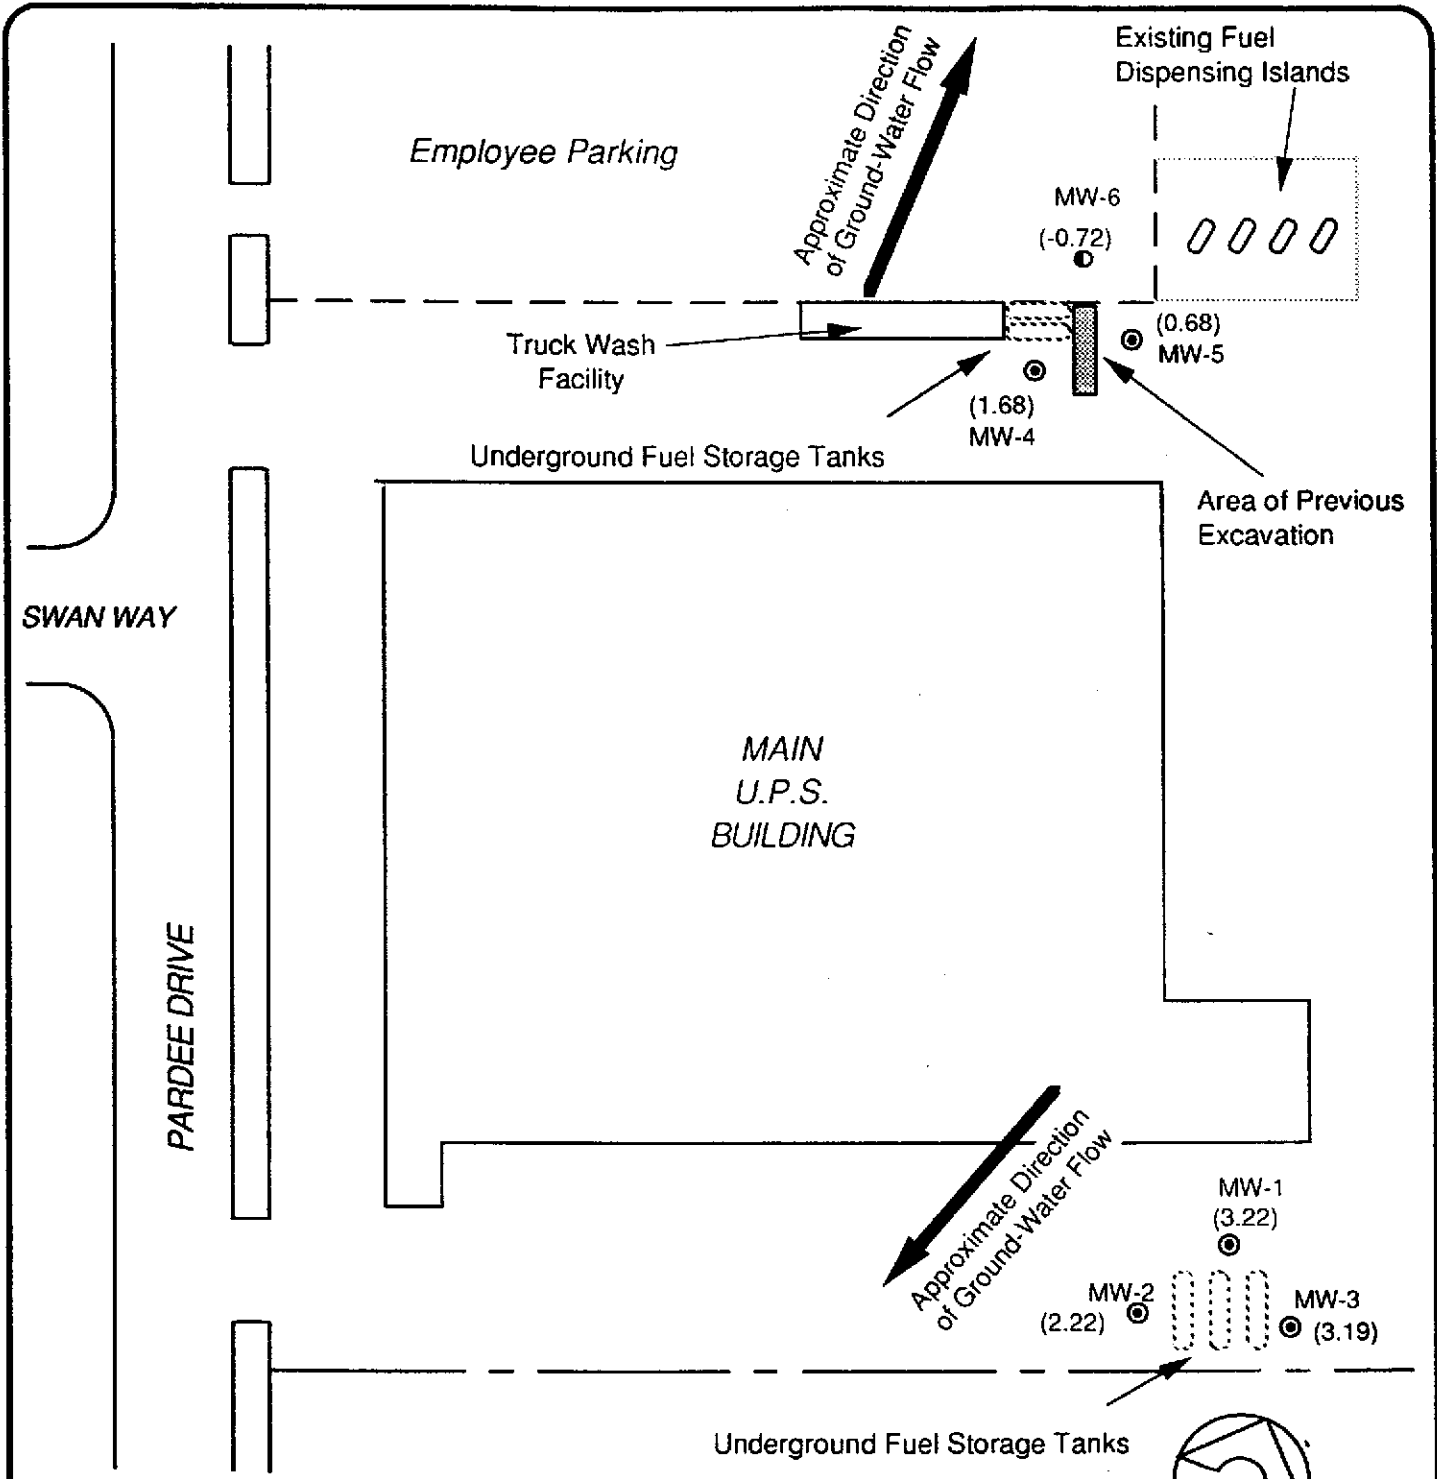 Existing Fuel
Dispensing Islands
Approximate Direction
of Ground-Water Flow
Employee Parking
MW-6
(-0.72)
Truck Wash
Facility
(0.68)
MW-5
(1.68)
MW-4
Underground Fuel Storage Tanks
Area of Previous
Excavation
SWAN WAY
MAIN
U.P.S.
BUILDING
PARDEE DRIVE
Approximate Direction
of Ground-Water Flow
MW-1
(3.22)
MW-2
(2.22)
MW-3
(3.19)
Underground Fuel Storage Tanks